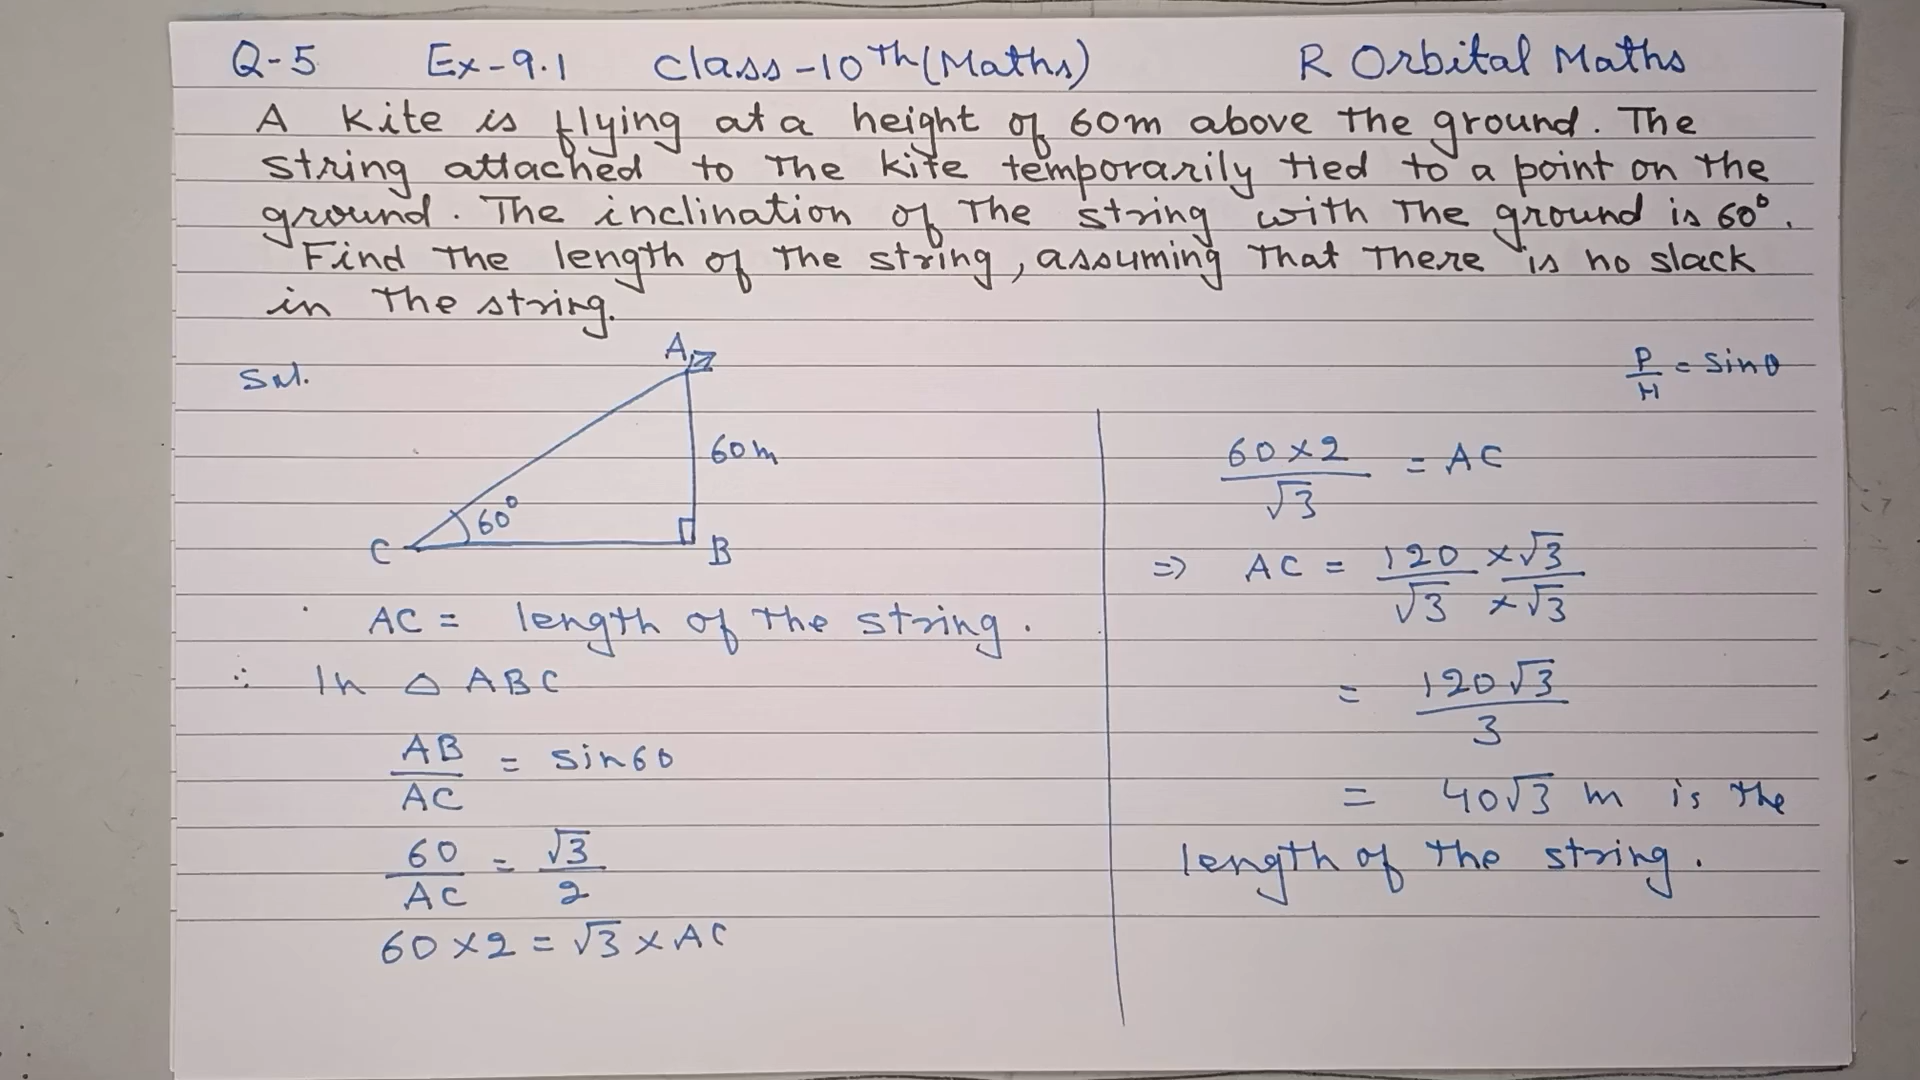 Q-5 Ex-9.1 Class-10th(Maths) R Orbital Maths
A kite is flying at a height of 60m above the ground. The
string attached to the kite temporarily tied to a point on the
ground. The inclination of the string with the ground is 60°.
Find the length of the string, assuming that there is no slack
in the string.
Sol.
A
60m
60°
C
B
AC = length of the string.
∴ In △ ABC
AB/AC = sin60
60/AC = √3/2
60×2 = √3 × AC
P/H = sinθ
60×2/√3 = AC
⇒ AC = 120/√3 ×√3/×√3
= 120√3/3
= 40√3 m is the
length of the string.